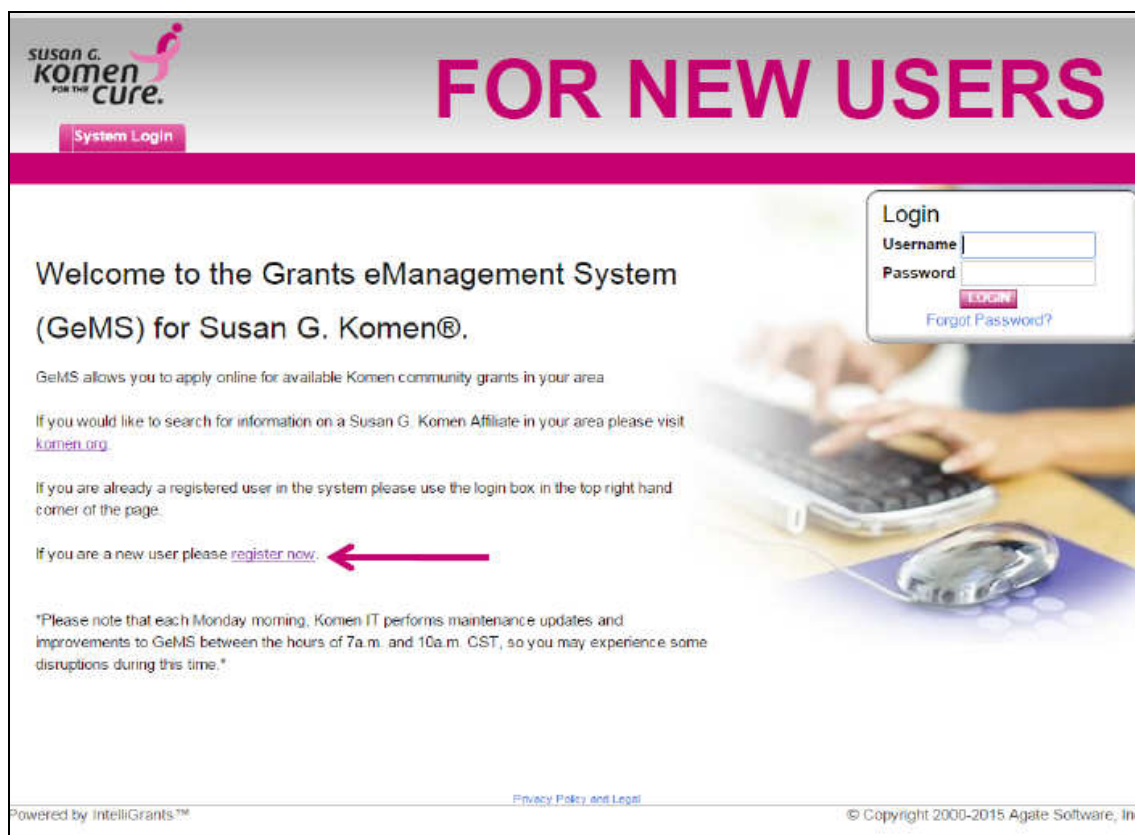 susan g.
komen
FOR THE
cure.
FOR NEW USERS
System Login
Login
Username
Password
LOGIN
Forgot Password?
Welcome to the Grants eManagement System
(GeMS) for Susan G. Komen®.
GeMS allows you to apply online for available Komen community grants in your area
If you would like to search for information on a Susan G. Komen Affiliate in your area please visit
komen.org.
If you are already a registered user in the system please use the login box in the top right hand
corner of the page.
If you are a new user please register now.
*Please note that each Monday morning, Komen IT performs maintenance updates and
improvements to GeMS between the hours of 7a.m. and 10a.m. CST, so you may experience some
disruptions during this time.*
Privacy Policy and Legal
Powered by IntelliGrants™
© Copyright 2000-2015 Agate Software, In